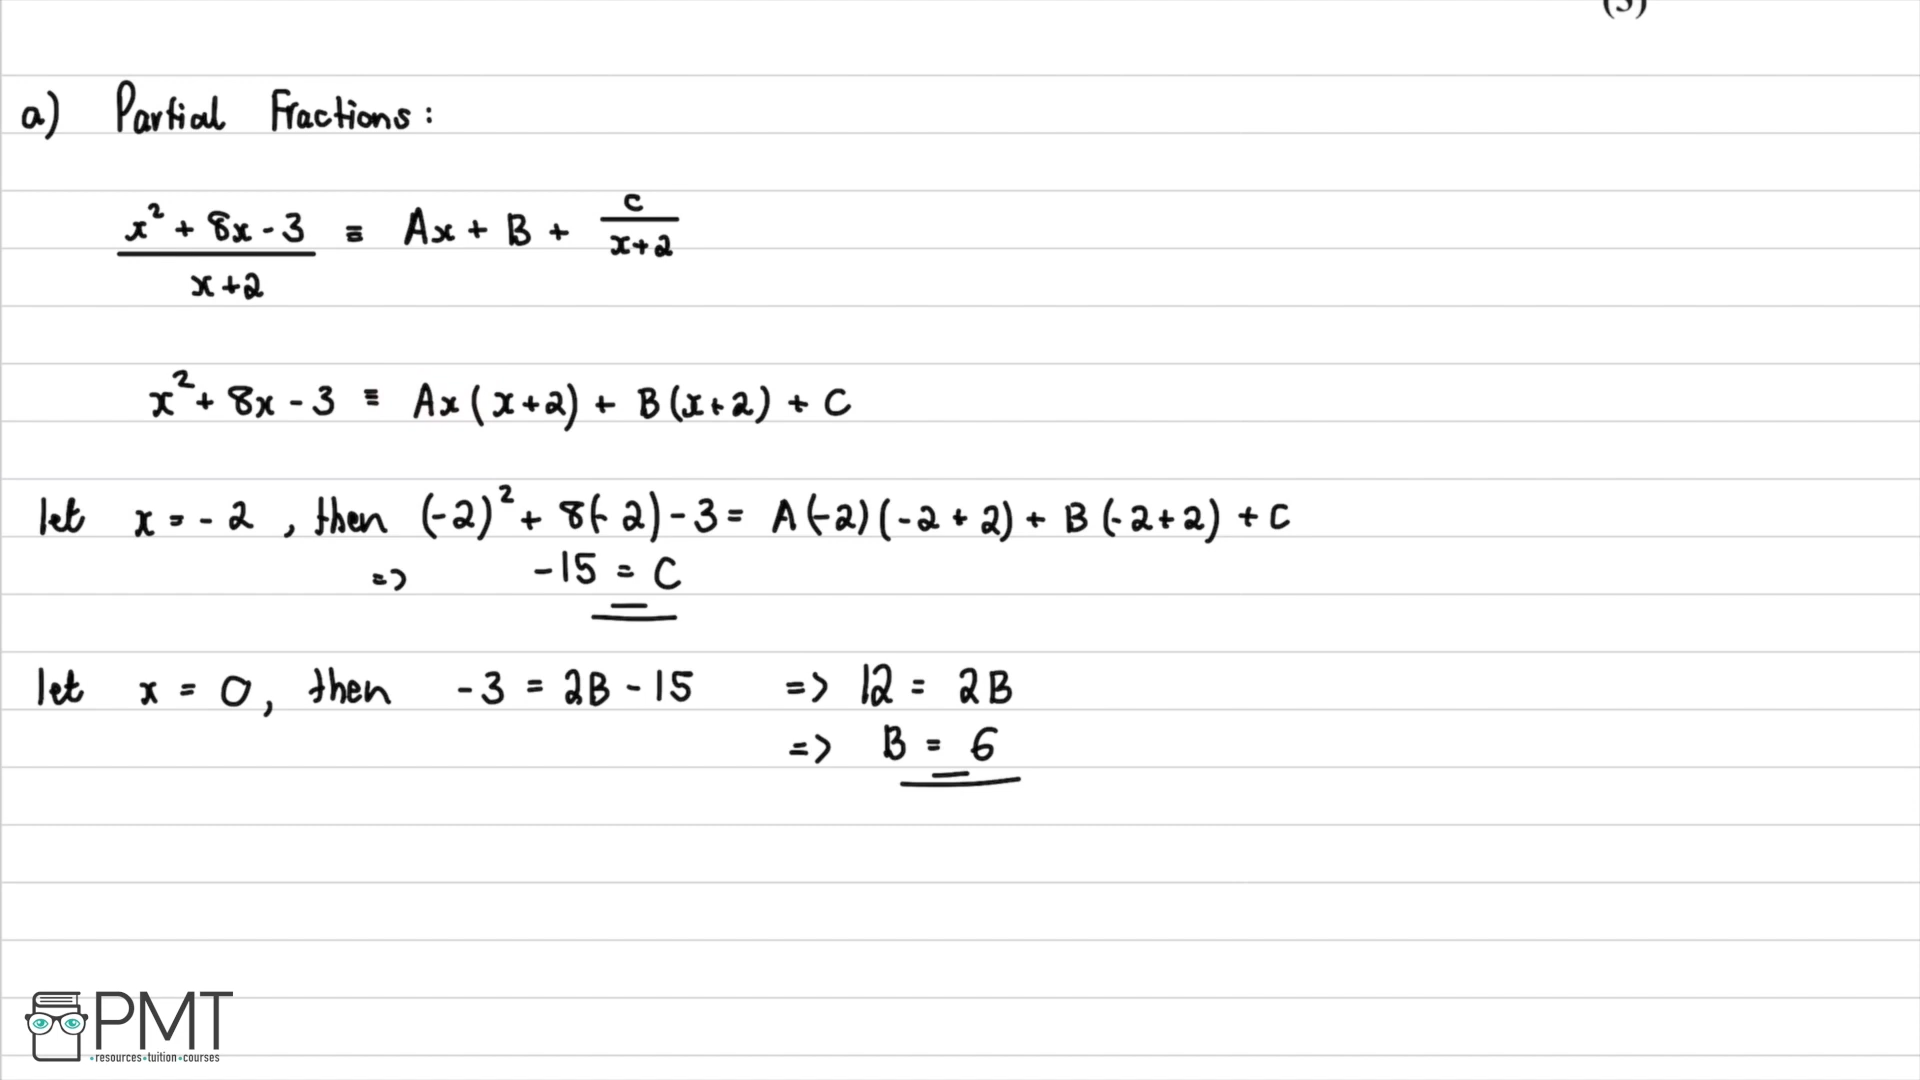 (3)
a) Partial Fractions:
x² + 8x - 3 / x + 2 ≡ Ax + B + C / x + 2
x² + 8x - 3 ≡ Ax(x+2) + B(x+2) + C
let x = -2, then (-2)² + 8(-2) - 3 = A(-2)(-2+2) + B(-2+2) + C
=> -15 = C
let x = 0, then -3 = 2B - 15 => 12 = 2B
=> B = 6
PMT
•resources•tuition•courses